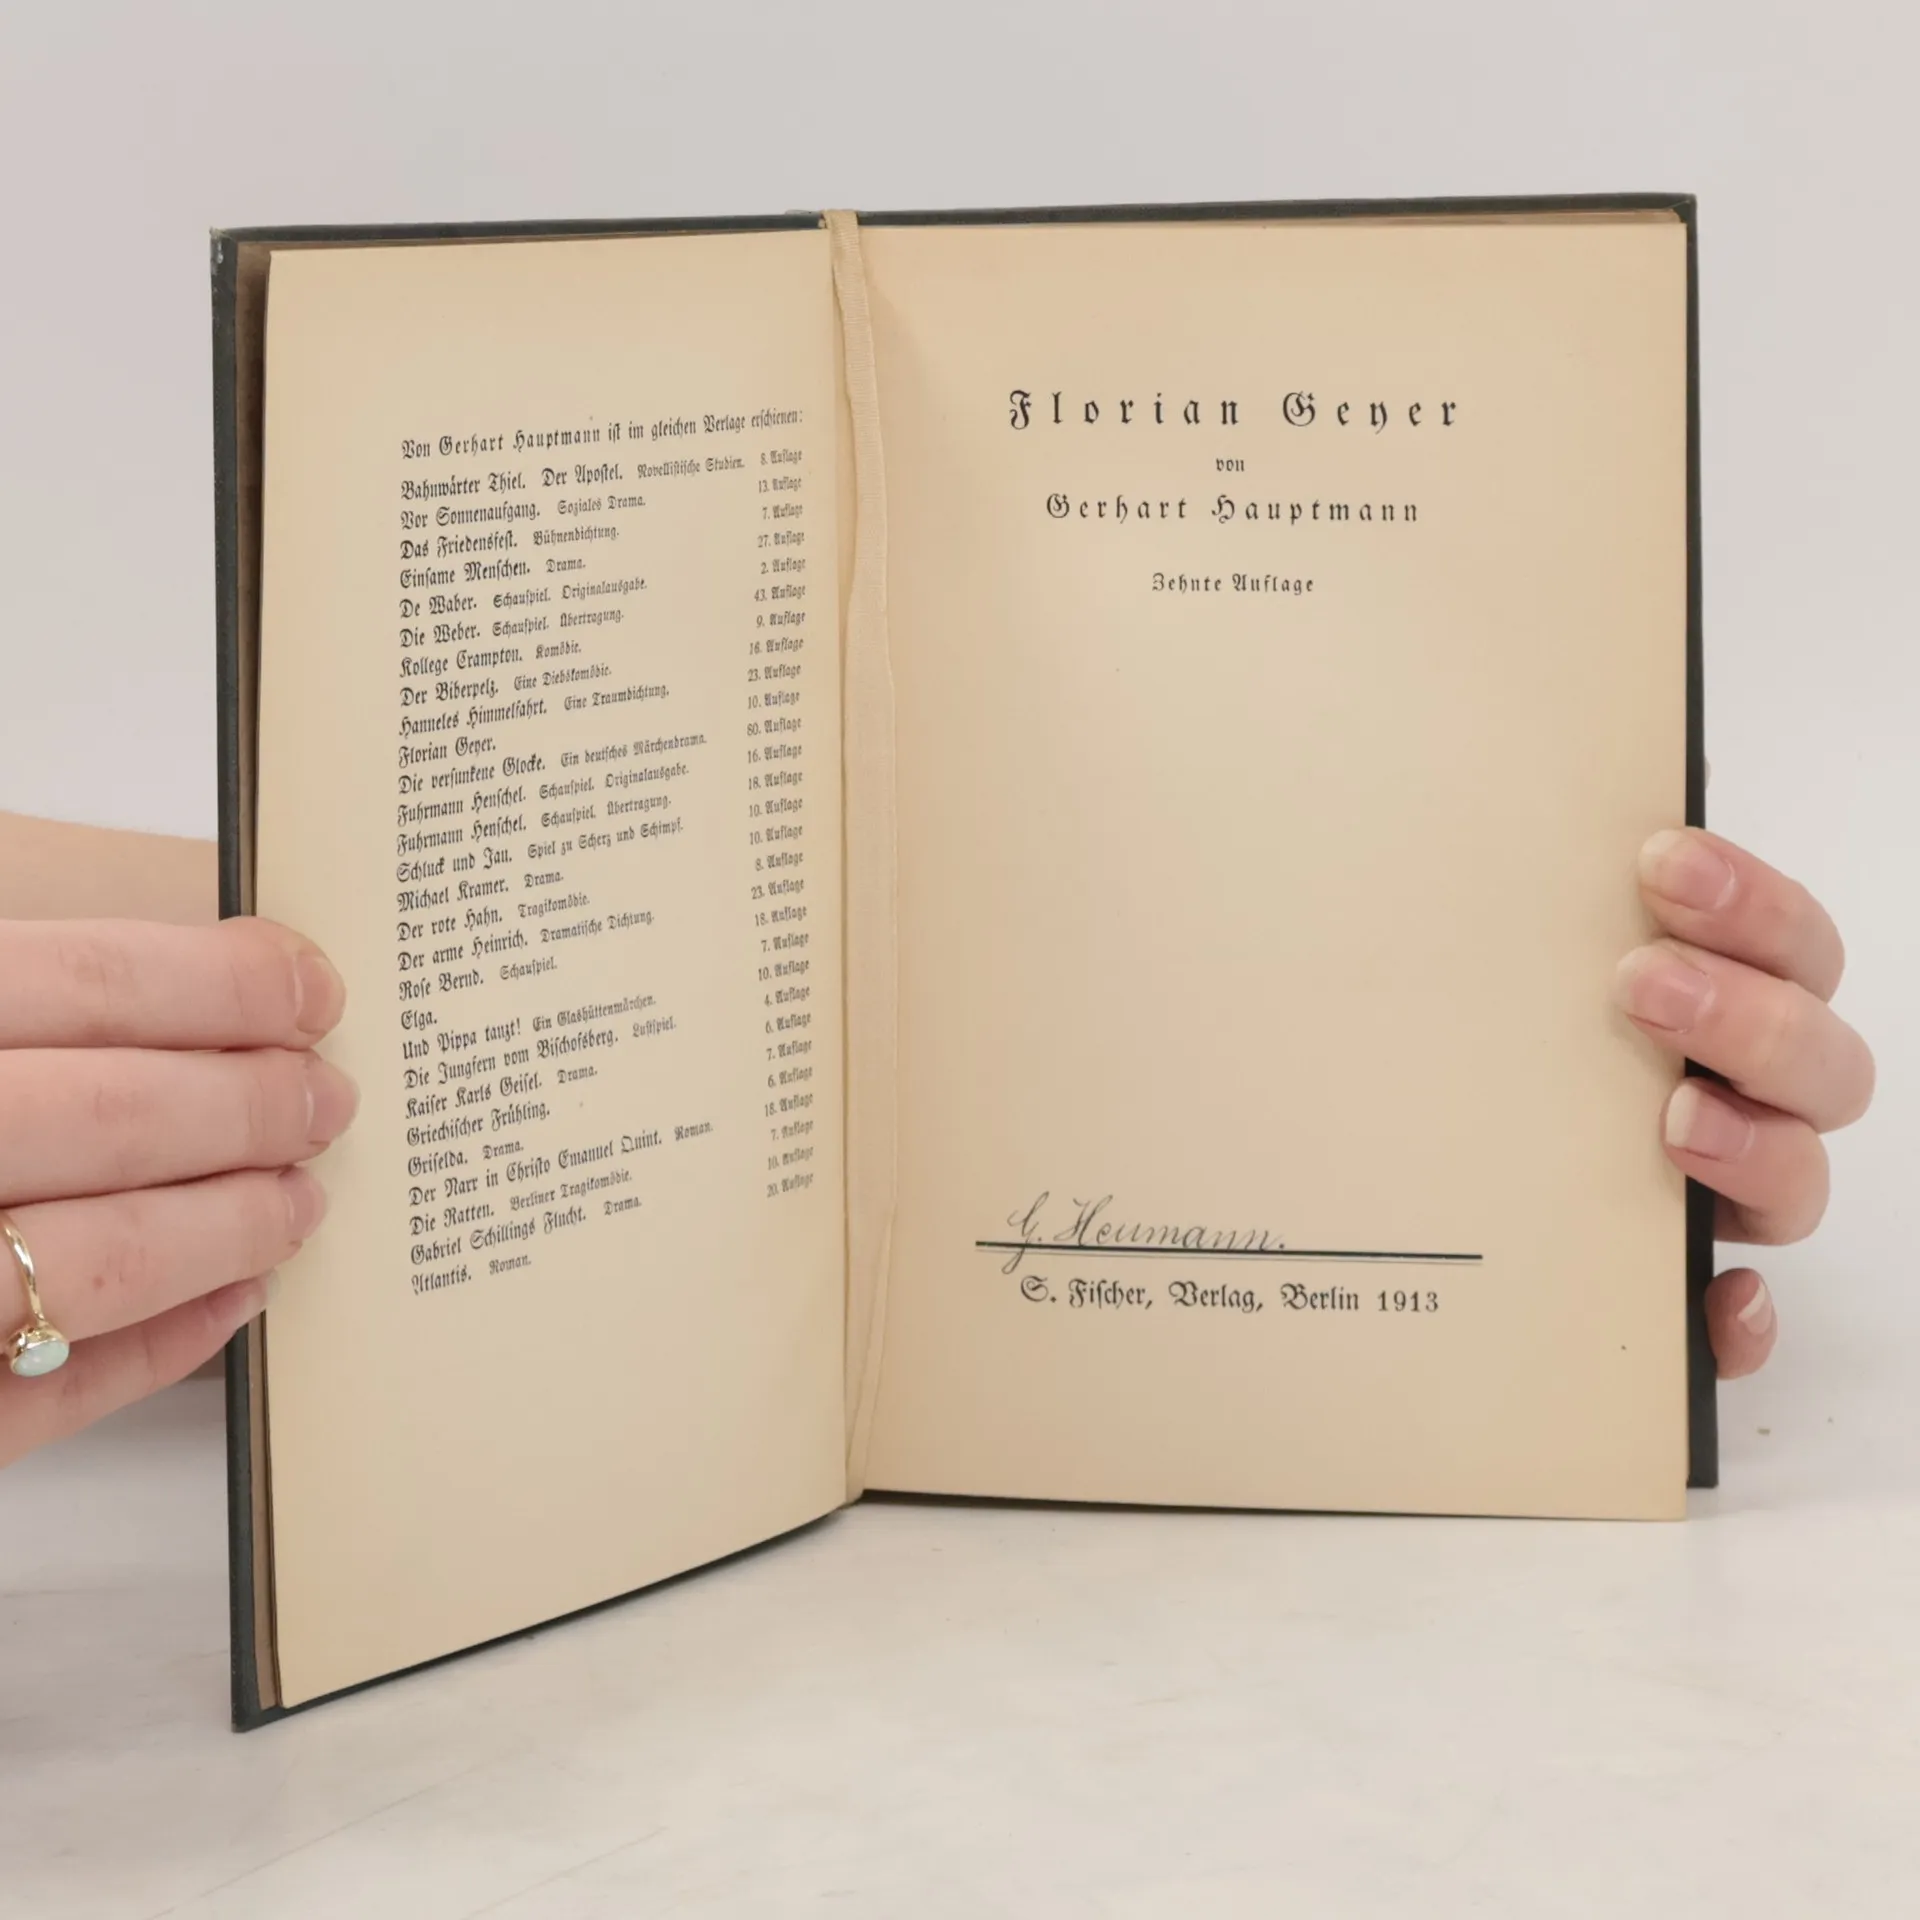 Von Gerhart Hauptmann ist im gleichen Verlage erschienen:
Bahnwärter Thiel. Der Apostel. Novellistische Studien. 8. Auflage
Vor Sonnenaufgang. Soziales Drama. 13. Auflage
Das Friedensfest. Bühnendichtung. 7. Auflage
Einsame Menschen. Drama. 27. Auflage
De Waber. Schauspiel. Originalausgabe. 2. Auflage
Die Weber. Schauspiel. Übertragung. 43. Auflage
Kollege Crampton. Komödie. 9. Auflage
Der Biberpelz. Eine Diebskomödie. 16. Auflage
Hanneles Himmelfahrt. Eine Traumdichtung. 23. Auflage
Florian Geyer. 10. Auflage
Die versunkene Glocke. Ein deutsches Märchendrama. 80. Auflage
Fuhrmann Henschel. Schauspiel. Originalausgabe. 16. Auflage
Fuhrmann Henschel. Schauspiel. Übertragung. 18. Auflage
Schluck und Jau. Spiel zu Scherz und Schimpf. 10. Auflage
Michael Kramer. Drama. 10. Auflage
Der rote Hahn. Tragikomödie. 8. Auflage
Der arme Heinrich. Dramatische Dichtung. 23. Auflage
Rose Bernd. Schauspiel. 18. Auflage
Elga. 7. Auflage
Und Pippa tanzt! Ein Glashüttenmärchen. 10. Auflage
Die Jungfern vom Bischofsberg. Lustspiel. 4. Auflage
Kaiser Karls Geisel. Drama. 6. Auflage
Griechischer Frühling. 7. Auflage
Griselda. Drama. 6. Auflage
Der Narr in Christo Emanuel Quint. Roman. 18. Auflage
Die Ratten. Berliner Tragikomödie. 7. Auflage
Gabriel Schillings Flucht. Drama. 10. Auflage
Atlantis. Roman. 20. Auflage
Florian Geyer
von
Gerhart Hauptmann
Zehnte Auflage
G. Heumann.
S. Fischer, Verlag, Berlin 1913